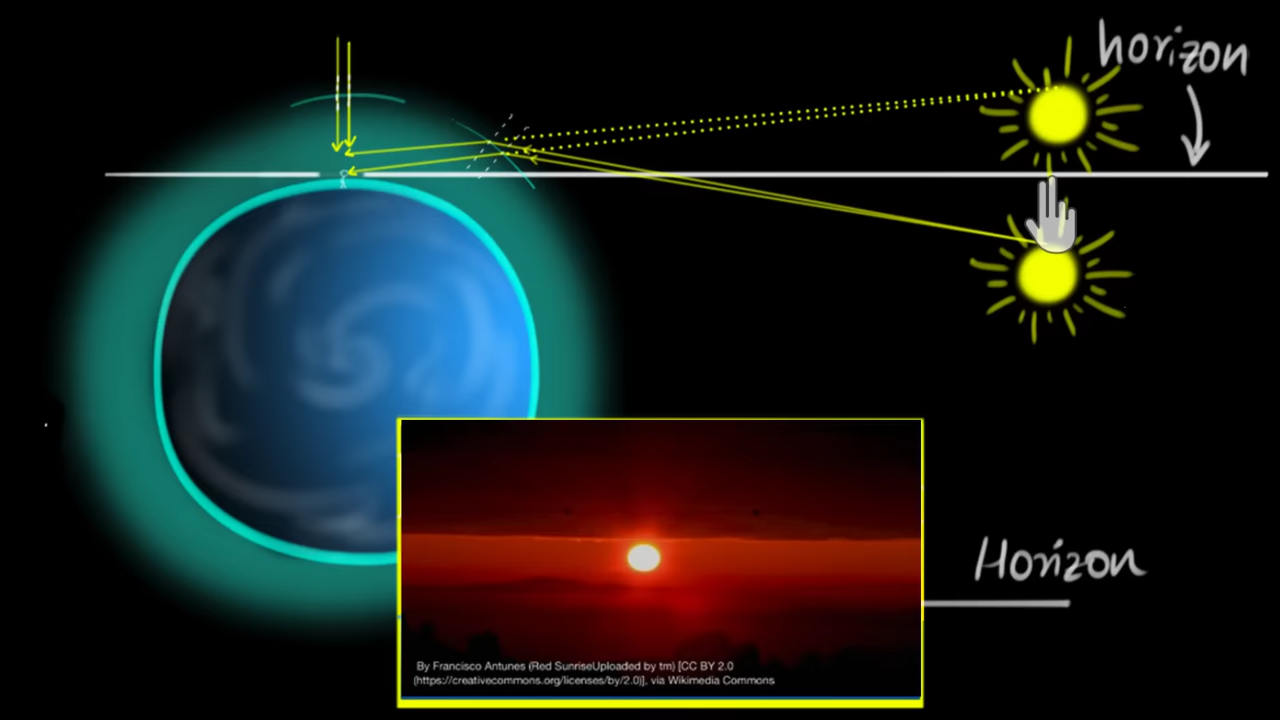 horizon
Horizon
By Francisco Antunes (Red SunriseUploaded by tm) [CC BY 2.0
(https://creativecommons.org/licenses/by/2.0)], via Wikimedia Commons